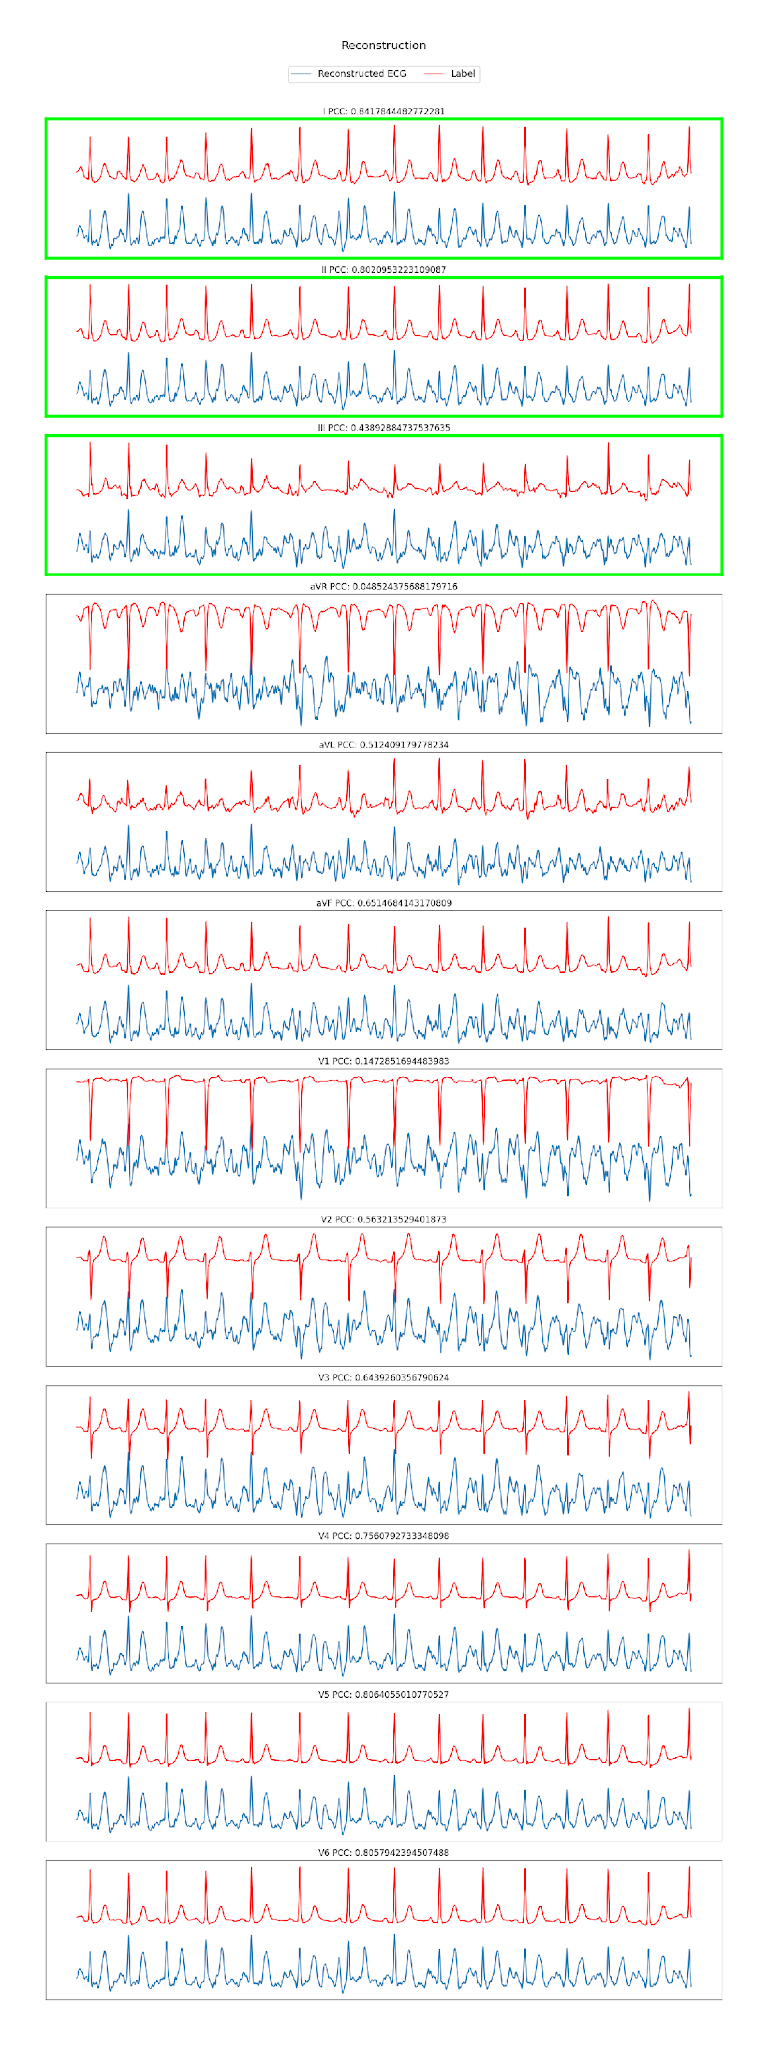 Reconstruction
Reconstructed ECG
Label
I PCC: 0.8417844482772281
II PCC: 0.8020953223109087
III PCC: 0.43892884737537635
aVR PCC: 0.048524375688179716
aVL PCC: 0.512409179778234
aVF PCC: 0.6514684143170809
V1 PCC: 0.1472851694483983
V2 PCC: 0.563213529401873
V3 PCC: 0.6439260356790624
V4 PCC: 0.7560792733348098
V5 PCC: 0.8064055010770527
V6 PCC: 0.8057942394507488